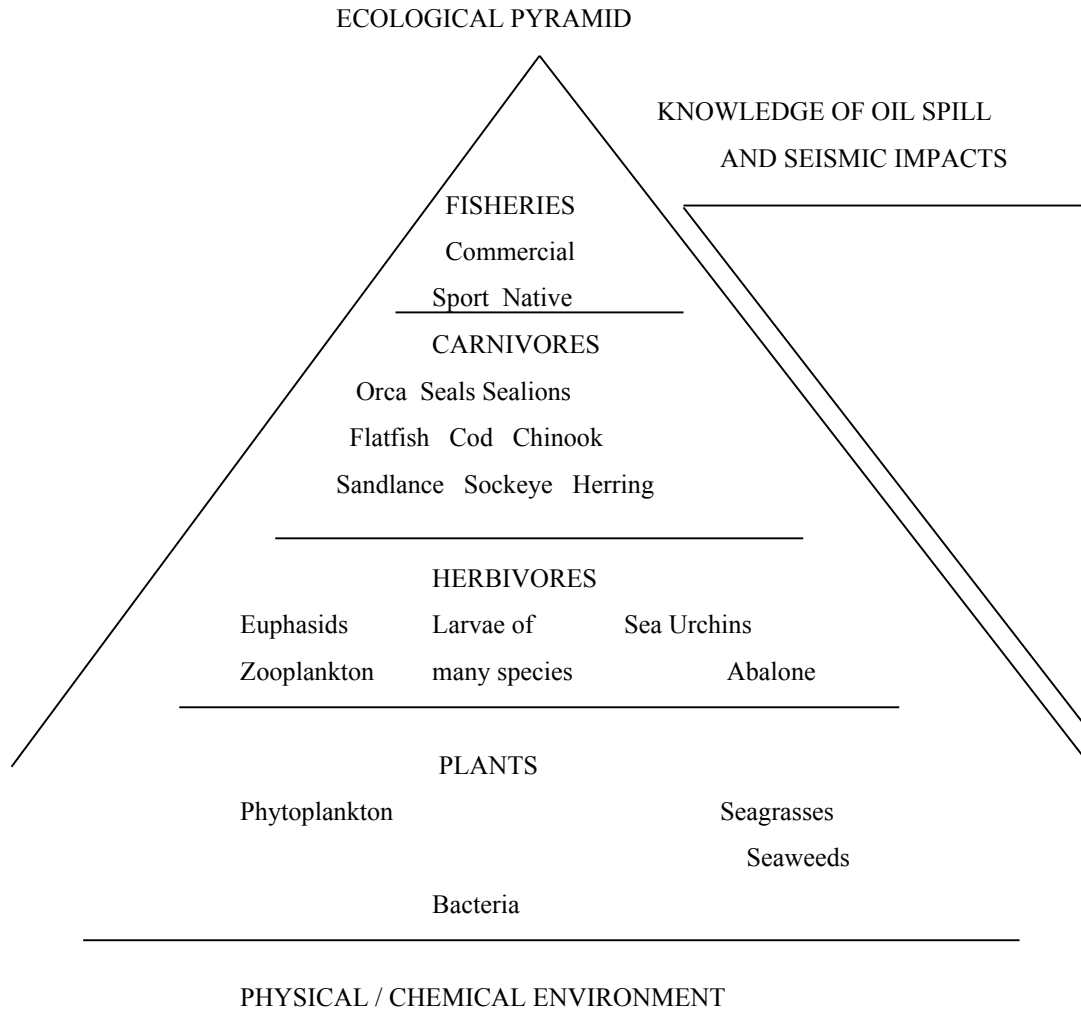 ECOLOGICAL PYRAMID
KNOWLEDGE OF OIL SPILL
AND SEISMIC IMPACTS
FISHERIES
Commercial
Sport Native
CARNIVORES
Orca Seals Sealions
Flatfish Cod Chinook
Sandlance Sockeye Herring
HERBIVORES
Euphasids Larvae of Sea Urchins
Zooplankton many species Abalone
PLANTS
Phytoplankton Seagrasses
Seaweeds
Bacteria
PHYSICAL / CHEMICAL ENVIRONMENT